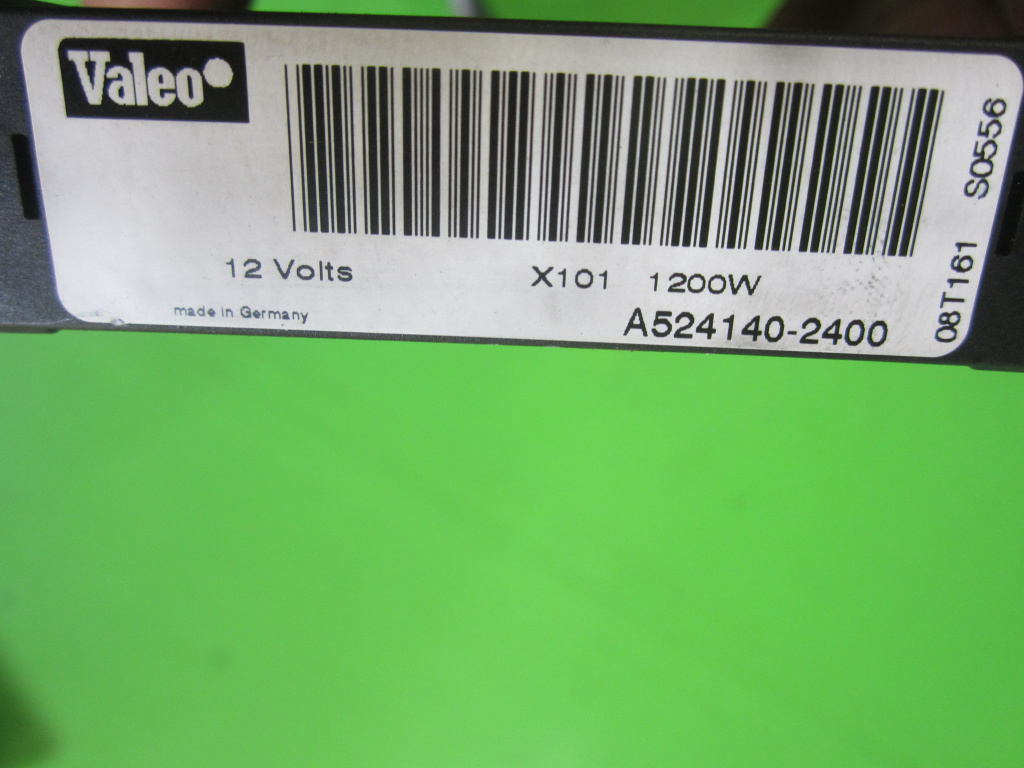 Valeo
12 Volts
X101 1200W
made in Germany
A524140-2400
08T161 S0556